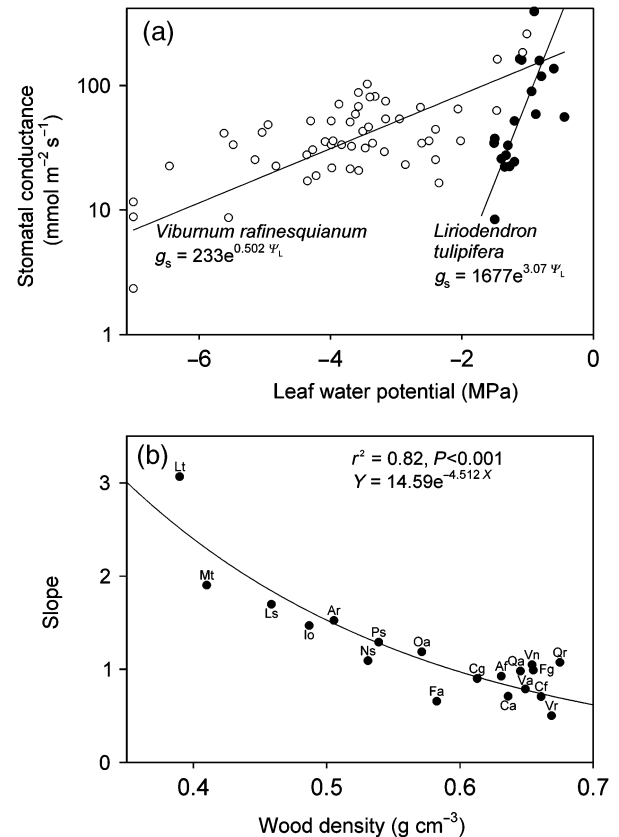 (a)
Stomatal conductance
(mmol m⁻² s⁻¹)
100
10
1
Viburnum rafinesquianum
gₛ = 233e^0.502 Ψ_L
Liriodendron
tulipifera
gₛ = 1677e^3.07 Ψ_L
−6
−4
−2
0
Leaf water potential (MPa)
(b)
r² = 0.82, P<0.001
Y = 14.59e^−4.512 X
Slope
3
2
1
0
Lt
Mt
Ls
Io
Ar
Ps
Ns
Oa
Fa
Cg
Af
Qa
Vn
Fg
Qr
Va
Cf
Ca
Vr
0.4
0.5
0.6
0.7
Wood density (g cm⁻³)